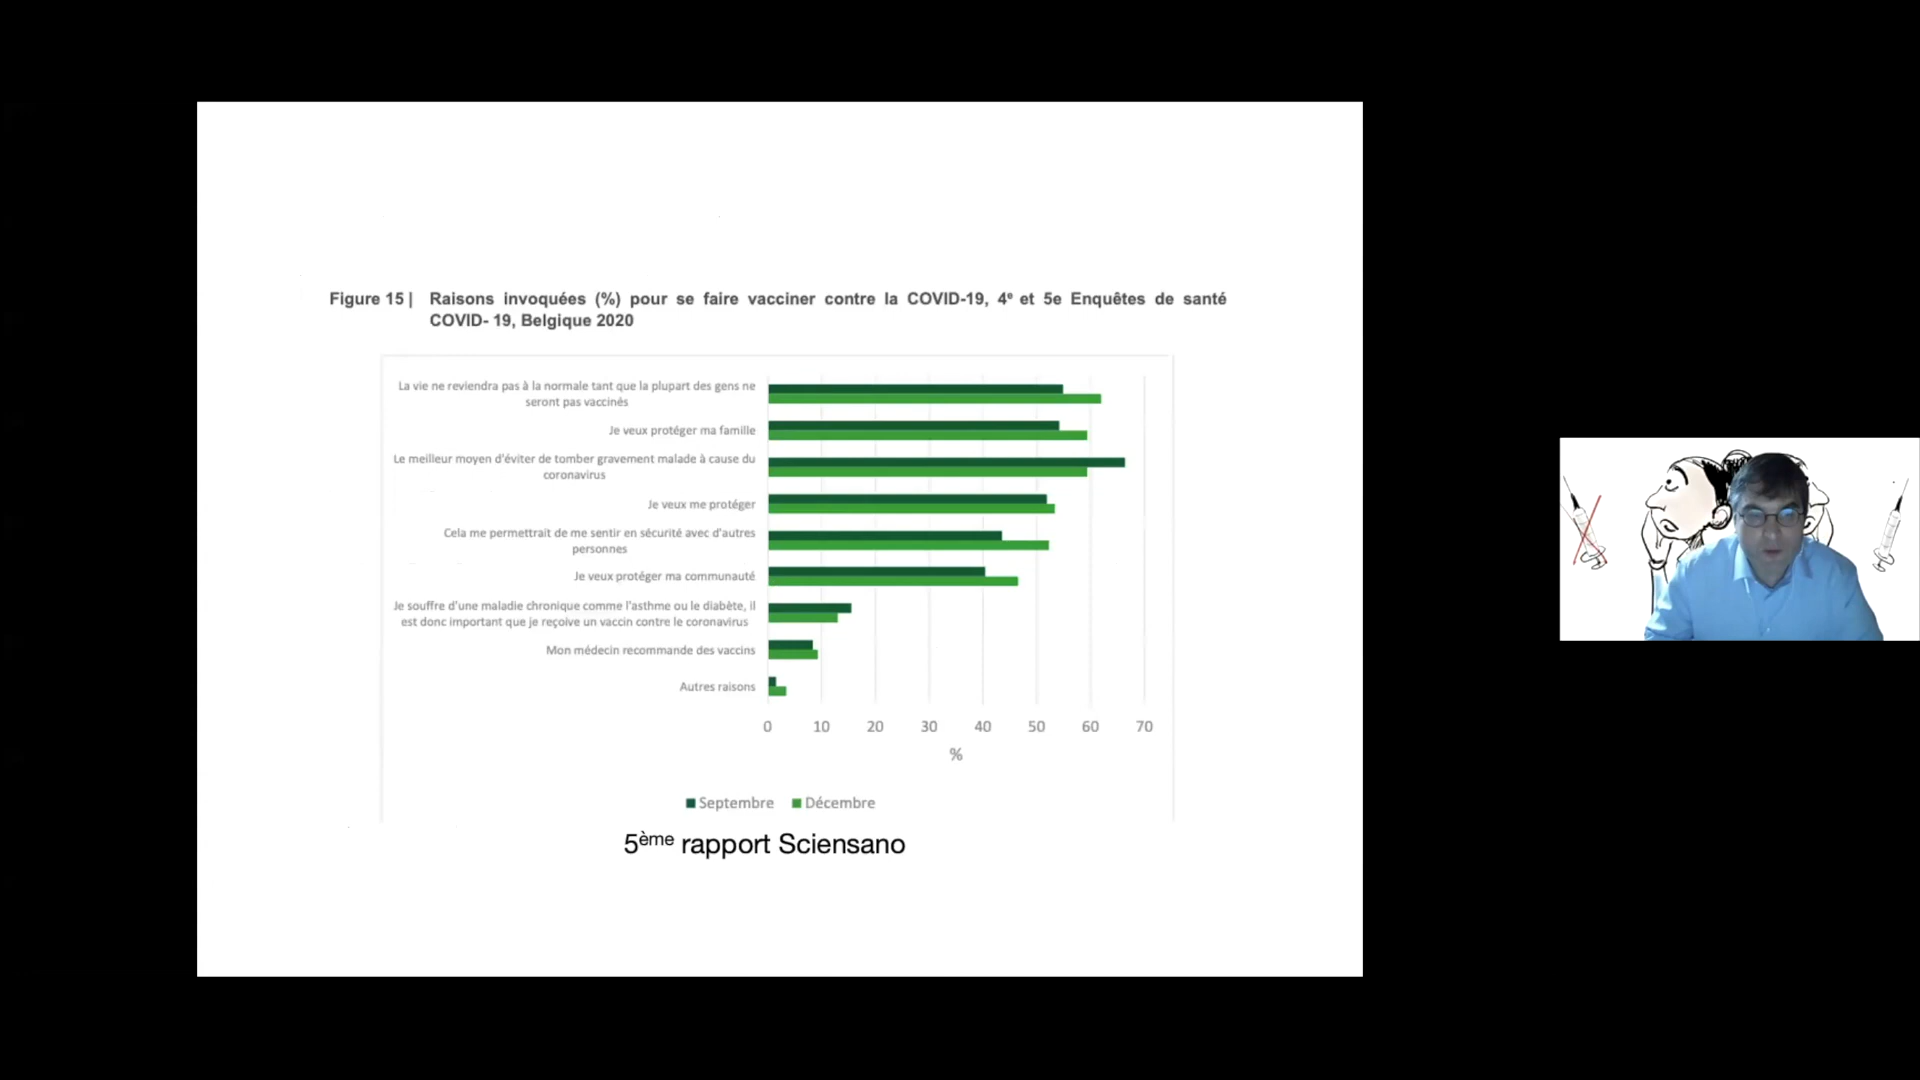 Figure 15 | Raisons invoquées (%) pour se faire vacciner contre la COVID-19, 4e et 5e Enquêtes de santé
COVID- 19, Belgique 2020
La vie ne reviendra pas à la normale tant que la plupart des gens ne
seront pas vaccinés
Je veux protéger ma famille
Le meilleur moyen d'éviter de tomber gravement malade à cause du
coronavirus
Je veux me protéger
Cela me permettrait de me sentir en sécurité avec d'autres
personnes
Je veux protéger ma communauté
Je souffre d'une maladie chronique comme l'asthme ou le diabète, il
est donc important que je reçoive un vaccin contre le coronavirus
Mon médecin recommande des vaccins
Autres raisons
0 10 20 30 40 50 60 70
%
Septembre Décembre
5ème rapport Sciensano